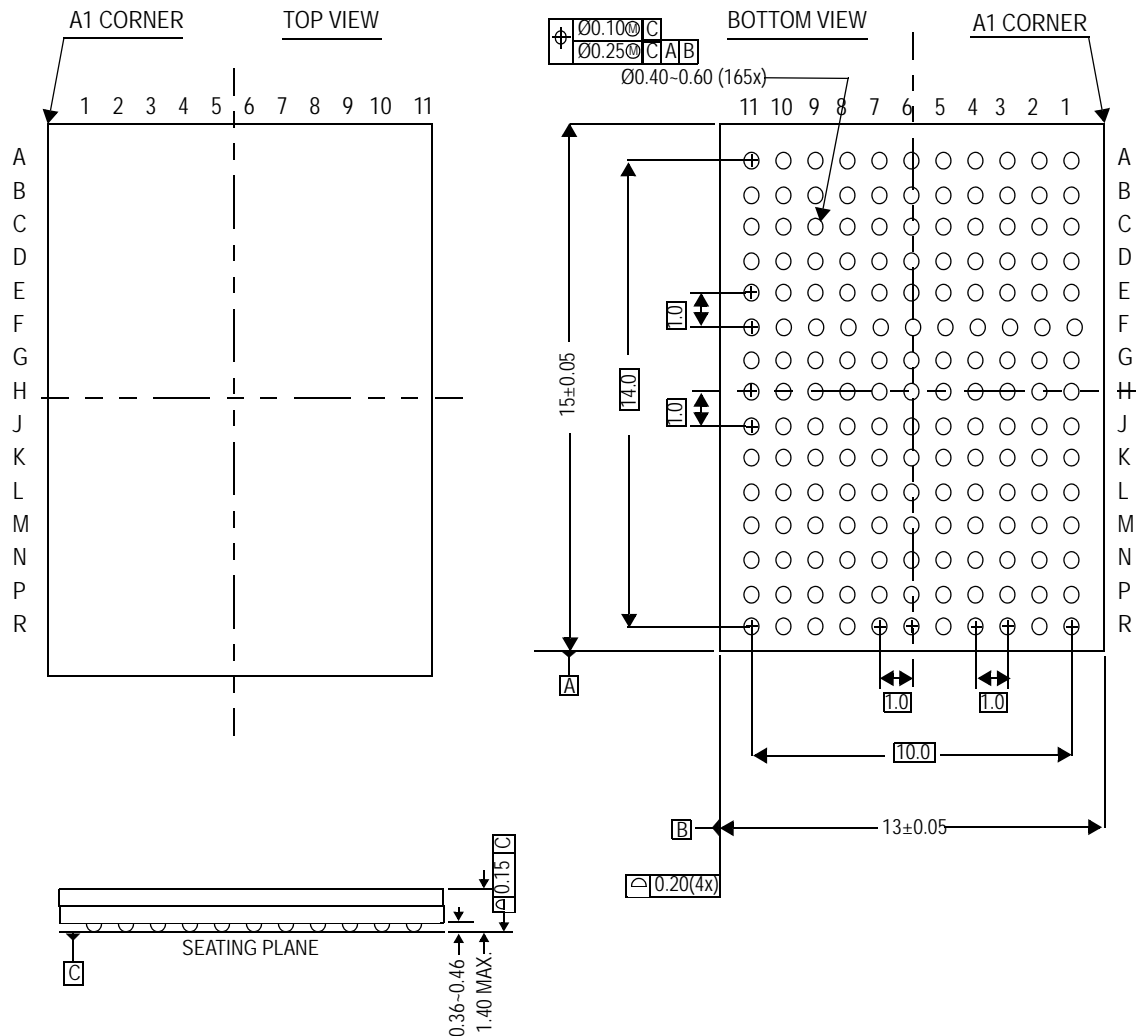 A1 CORNER
TOP VIEW
1 2 3 4 5 6 7 8 9 10 11
A
B
C
D
E
F
G
H
J
K
L
M
N
P
R
Ø0.10Ⓜ C
Ø0.25Ⓜ C A B
BOTTOM VIEW
A1 CORNER
Ø0.40~0.60 (165x)
11 10 9 8 7 6 5 4 3 2 1
A
B
C
D
E
F
G
H
J
K
L
M
N
P
R
1.0
1.0
14.0
15±0.05
A
1.0
1.0
10.0
B
13±0.05
0.20(4x)
0.15 C
SEATING PLANE
C
0.36~0.46
1.40 MAX.